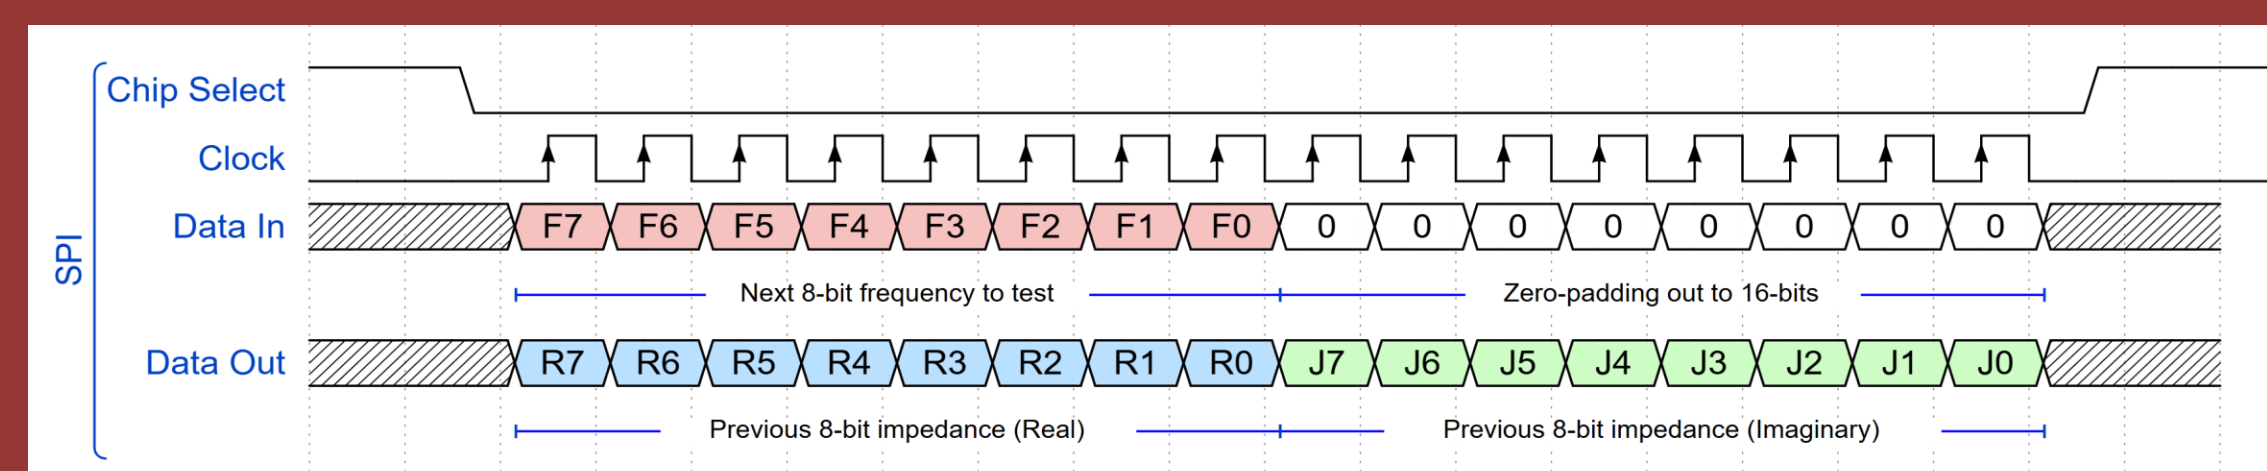 SPI
Chip Select
Clock
Data In
F7 F6 F5 F4 F3 F2 F1 F0 0 0 0 0 0 0 0 0
Next 8-bit frequency to test
Zero-padding out to 16-bits
Data Out
R7 R6 R5 R4 R3 R2 R1 R0 J7 J6 J5 J4 J3 J2 J1 J0
Previous 8-bit impedance (Real)
Previous 8-bit impedance (Imaginary)